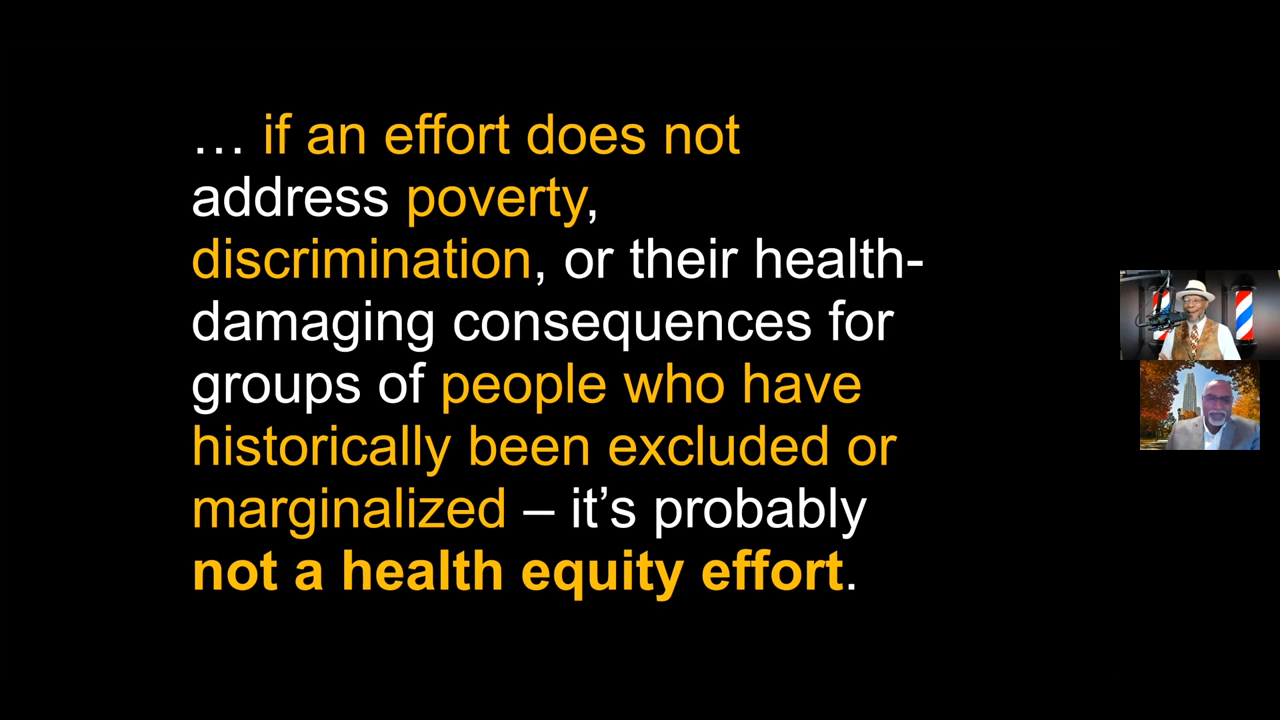 … if an effort does not
address poverty,
discrimination, or their health-
damaging consequences for
groups of people who have
historically been excluded or
marginalized – it’s probably
not a health equity effort.